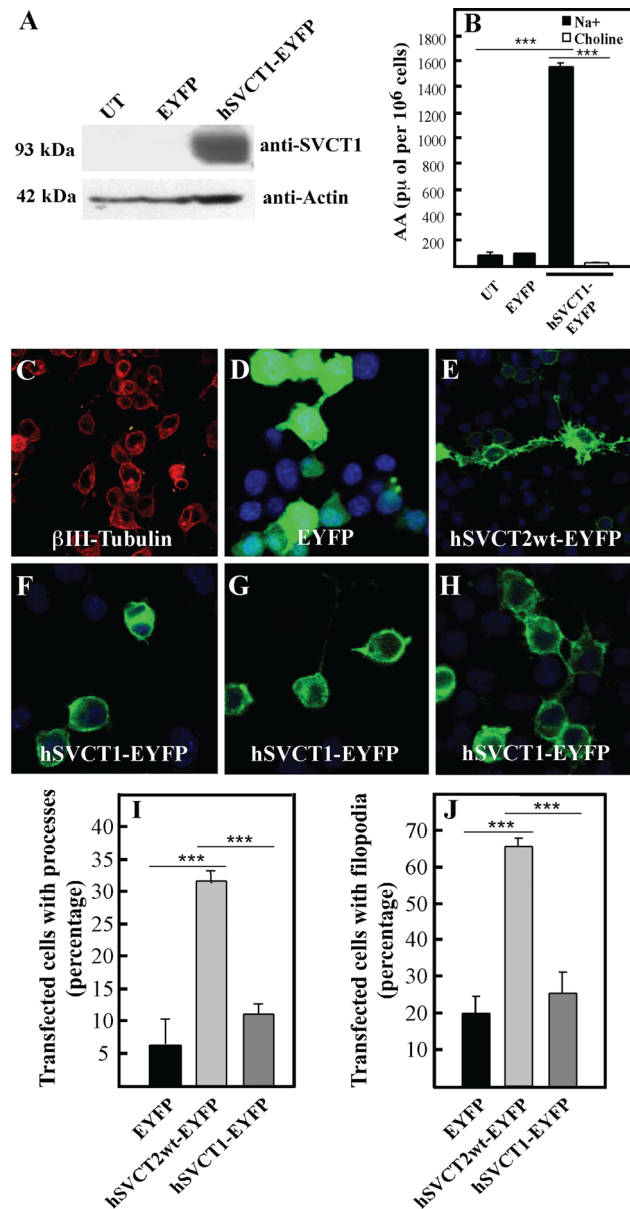 A
UT
EYFP
hSVCT1-EYFP
93 kDa
anti-SVCT1
42 kDa
anti-Actin
B
Na+
Choline
1800
1600
1400
1200
1000
800
600
400
200
AA (pµ ol per 10⁶ cells)
***
***
UT
EYFP
hSVCT1-
EYFP
C
βIII-Tubulin
D
EYFP
E
hSVCT2wt-EYFP
F
hSVCT1-EYFP
G
hSVCT1-EYFP
H
hSVCT1-EYFP
I
Transfected cells with processes
(percentage)
40
35
30
25
20
15
10
5
***
***
EYFP
hSVCT2wt-EYFP
hSVCT1-EYFP
J
Transfected cells with filopodia
(percentage)
70
60
50
40
30
20
10
***
***
EYFP
hSVCT2wt-EYFP
hSVCT1-EYFP